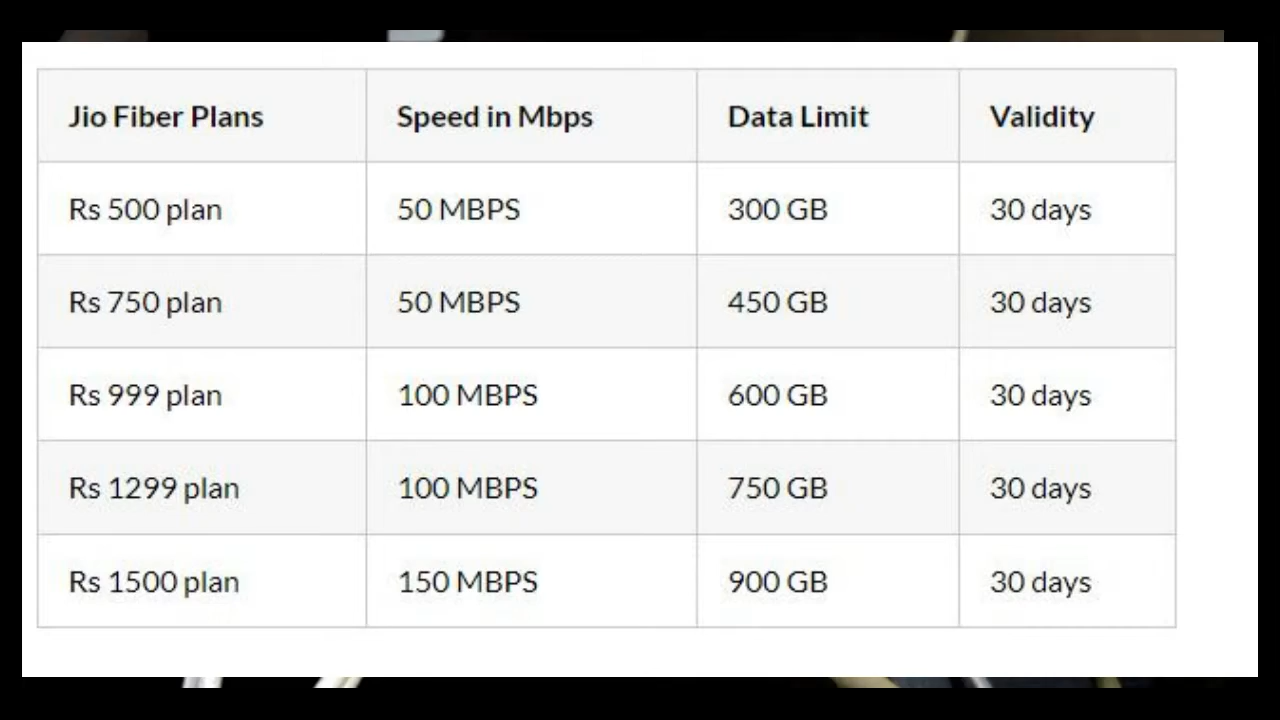 Jio Fiber Plans Speed in Mbps Data Limit Validity
Rs 500 plan 50 MBPS 300 GB 30 days
Rs 750 plan 50 MBPS 450 GB 30 days
Rs 999 plan 100 MBPS 600 GB 30 days
Rs 1299 plan 100 MBPS 750 GB 30 days
Rs 1500 plan 150 MBPS 900 GB 30 days